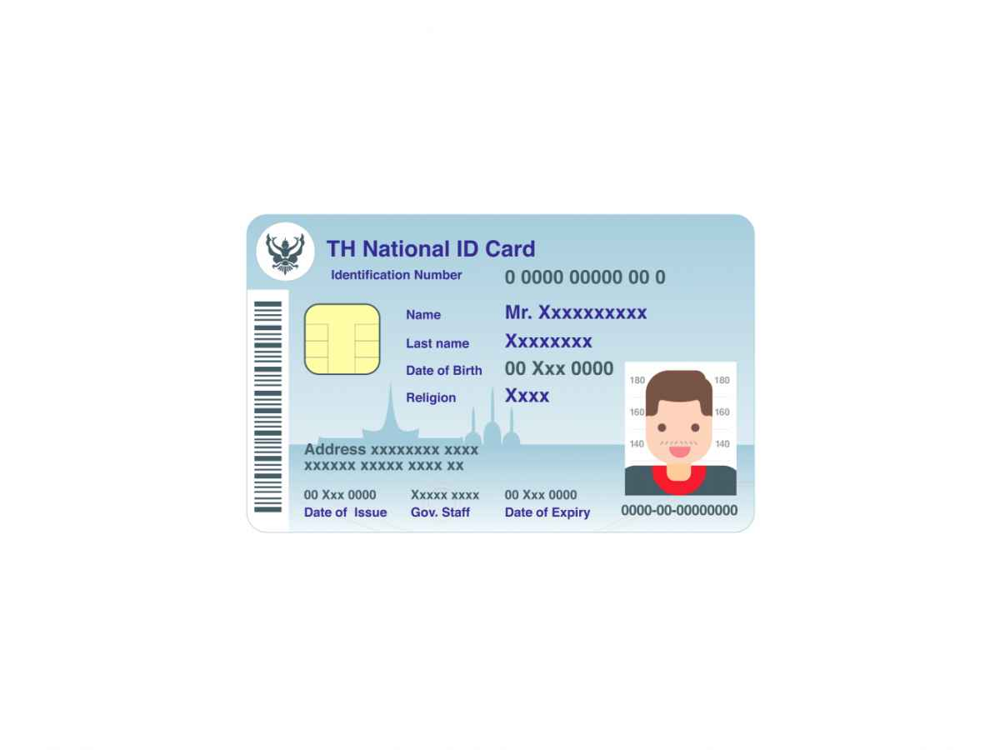 TH National ID Card
Identification Number 0 0000 00000 00 0
Name Mr. Xxxxxxxxxx
Last name Xxxxxxxx
Date of Birth 00 Xxx 0000
Religion Xxxx
180 180
160 160
140 140
Address xxxxxxxx xxxx
xxxxxx xxxxx xxxx xx
00 Xxx 0000 Xxxxx xxxx 00 Xxx 0000
Date of Issue Gov. Staff Date of Expiry
0000-00-00000000